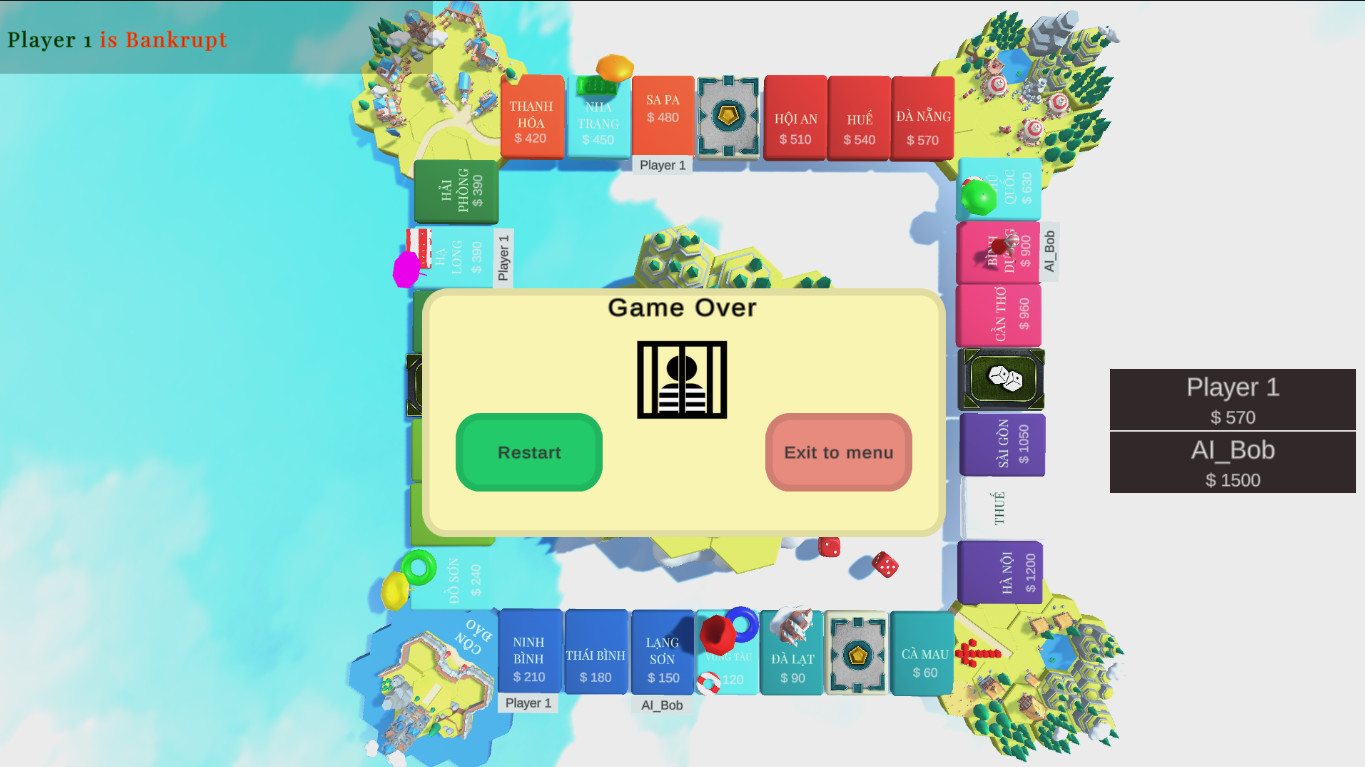 Player 1 is Bankrupt
THANH
HÓA
$ 420
NHA
TRANG
$ 450
SA PA
$ 480
Player 1
HỘI AN
$ 510
HUẾ
$ 540
ĐÀ NẴNG
$ 570
HẢI
PHÒNG
$ 390
HẠ
LONG
$ 390
Player 1
QUỐC
$ 630
BÌNH
$ 900
AI_Bob
CẦN THƠ
$ 960
Game Over
Restart
Exit to menu
Player 1
$ 570
AI_Bob
$ 1500
SÀI GÒN
$ 1050
THUẾ
HÀ NỘI
$ 1200
ĐỒ SƠN
$ 240
CÔN
ĐẢO
NINH
BÌNH
$ 210
Player 1
THÁI BÌNH
$ 180
LẠNG
SƠN
$ 150
AI_Bob
120
ĐÀ LẠT
$ 90
CÀ MAU
$ 60